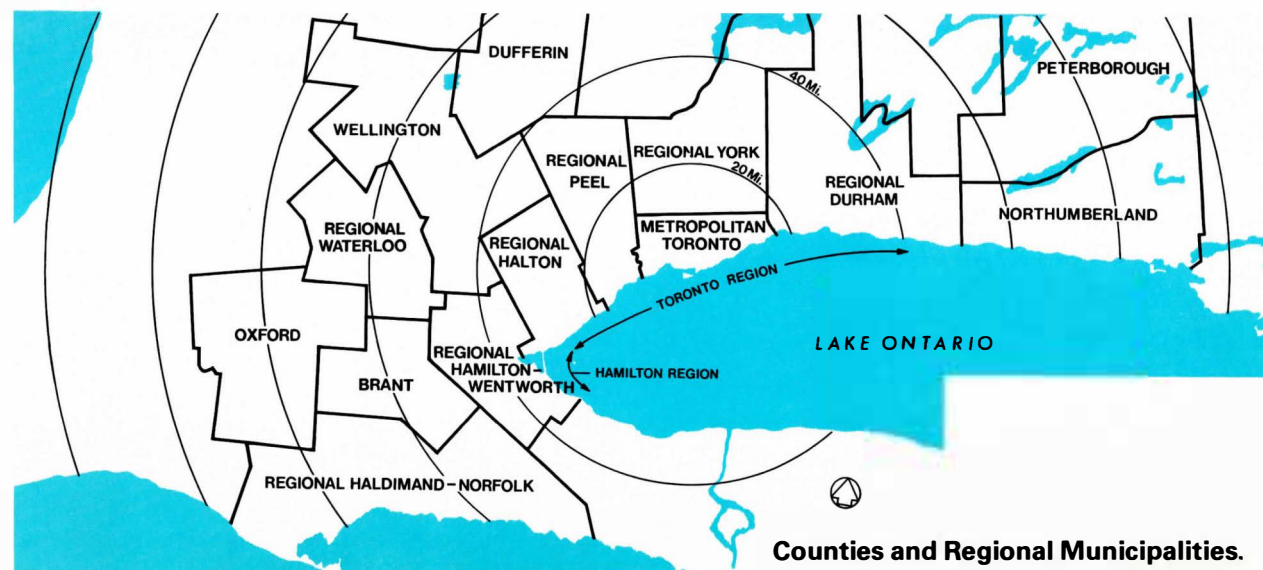 DUFFERIN
40 Mi.
PETERBOROUGH
WELLINGTON
REGIONAL
PEEL
REGIONAL YORK
20 Mi.
REGIONAL
DURHAM
NORTHUMBERLAND
REGIONAL
WATERLOO
REGIONAL
HALTON
METROPOLITAN
TORONTO
TORONTO REGION
OXFORD
LAKE ONTARIO
REGIONAL
HAMILTON–
WENTWORTH
HAMILTON REGION
BRANT
REGIONAL HALDIMAND–NORFOLK
Counties and Regional Municipalities.